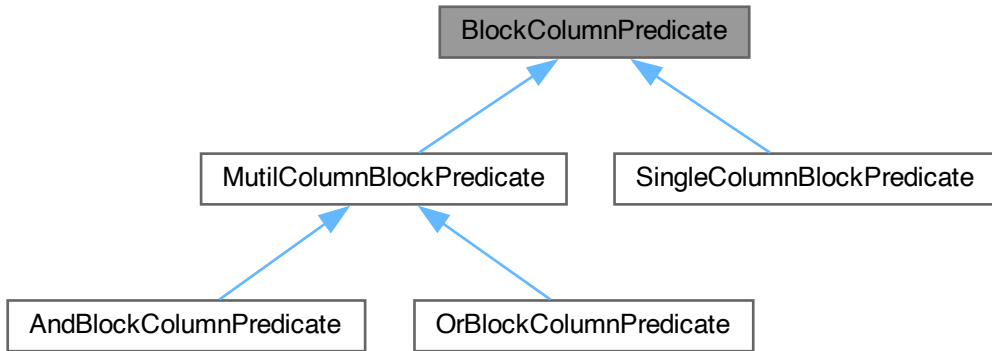 BlockColumnPredicate
MutilColumnBlockPredicate
SingleColumnBlockPredicate
AndBlockColumnPredicate
OrBlockColumnPredicate